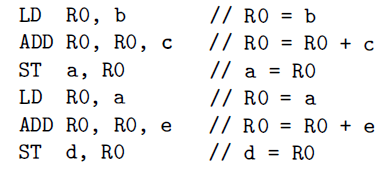 LD R0, b // R0 = b
ADD R0, R0, c // R0 = R0 + c
ST a, R0 // a = R0
LD R0, a // R0 = a
ADD R0, R0, e // R0 = R0 + e
ST d, R0 // d = R0